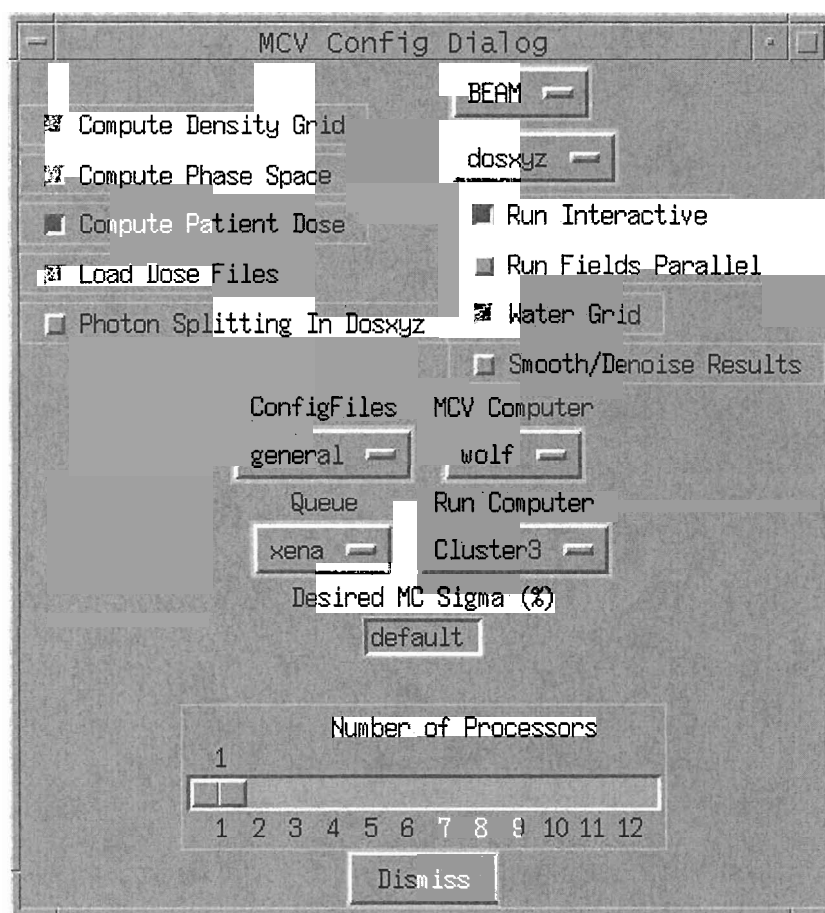 MCV Config Dialog
BEAM
Compute Density Grid
dosxyz
Compute Phase Space
Compute Patient Dose
Run Interactive
Load Dose Files
Run Fields Parallel
Photon Splitting In Dosxyz
Water Grid
Smooth/Denoise Results
ConfigFiles MCV Computer
general wolf
Queue Run Computer
xena Cluster3
Desired MC Sigma (%)
default
Number of Processors
1
1 2 3 4 5 6 7 8 9 10 11 12
Dismiss